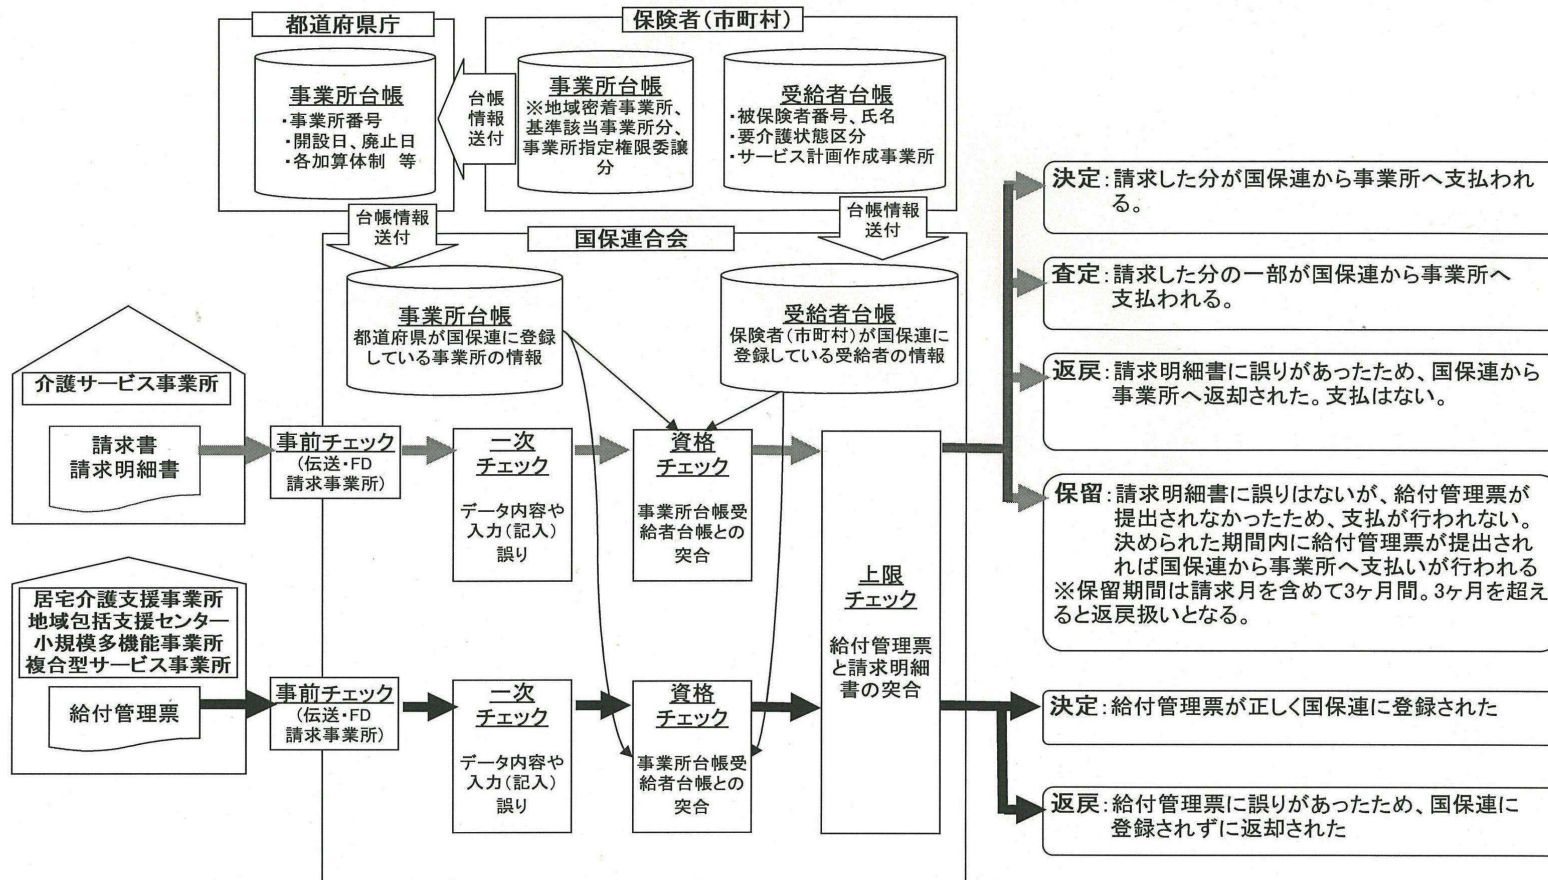 都道府県庁
事業所台帳
・事業所番号
・開設日、廃止日
・各加算体制 等
台帳
情報
送付
保険者(市町村)
事業所台帳
※地域密着事業所、
基準該当事業所分、
事業所指定権限委譲
分
受給者台帳
・被保険者番号、氏名
・要介護状態区分
・サービス計画作成事業所
台帳情報
送付
台帳情報
送付
国保連合会
事業所台帳
都道府県が国保連に登録
している事業所の情報
受給者台帳
保険者(市町村)が国保連に
登録している受給者の情報
介護サービス事業所
請求書
請求明細書
事前チェック
(伝送・FD
請求事業所)
一次
チェック
データ内容や
入力(記入)
誤り
資格
チェック
事業所台帳受
給者台帳との
突合
居宅介護支援事業所
地域包括支援センター
小規模多機能事業所
複合型サービス事業所
給付管理票
事前チェック
(伝送・FD
請求事業所)
一次
チェック
データ内容や
入力(記入)
誤り
資格
チェック
事業所台帳受
給者台帳との
突合
上限
チェック
給付管理票
と請求明細
書の突合
決定:請求した分が国保連から事業所へ支払われ
る。
査定:請求した分の一部が国保連から事業所へ
支払われる。
返戻:請求明細書に誤りがあったため、国保連から
事業所へ返却された。支払はない。
保留:請求明細書に誤りはないが、給付管理票が
提出されなかったため、支払が行われない。
決められた期間内に給付管理票が提出され
れば国保連から事業所へ支払いが行われる
※保留期間は請求月を含めて3ヶ月間。3ヶ月を超え
ると返戻扱いとなる。
決定:給付管理票が正しく国保連に登録された
返戻:給付管理票に誤りがあったため、国保連に
登録されずに返却された